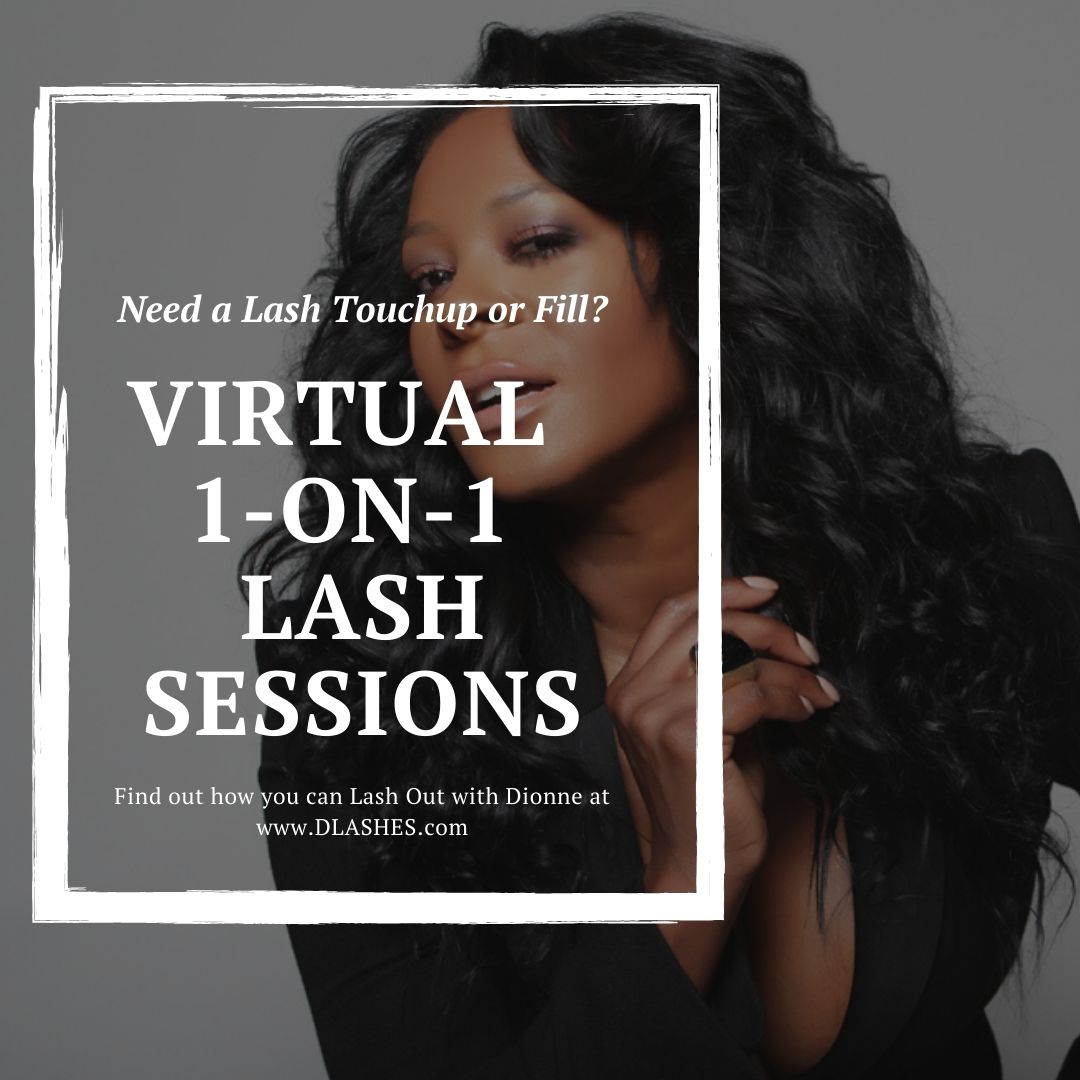 Need a Lash Touchup or Fill?
VIRTUAL
1-ON-1
LASH
SESSIONS
Find out how you can Lash Out with Dionne at
www.DLASHES.com